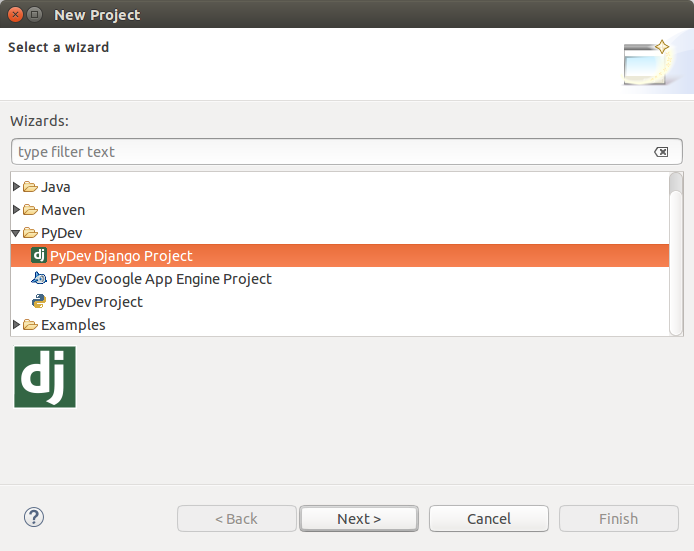 New Project
Select a wizard
Wizards:
type filter text
Java
Maven
PyDev
dj PyDev Django Project
PyDev Google App Engine Project
PyDev Project
Examples
dj
?
< Back Next > Cancel Finish